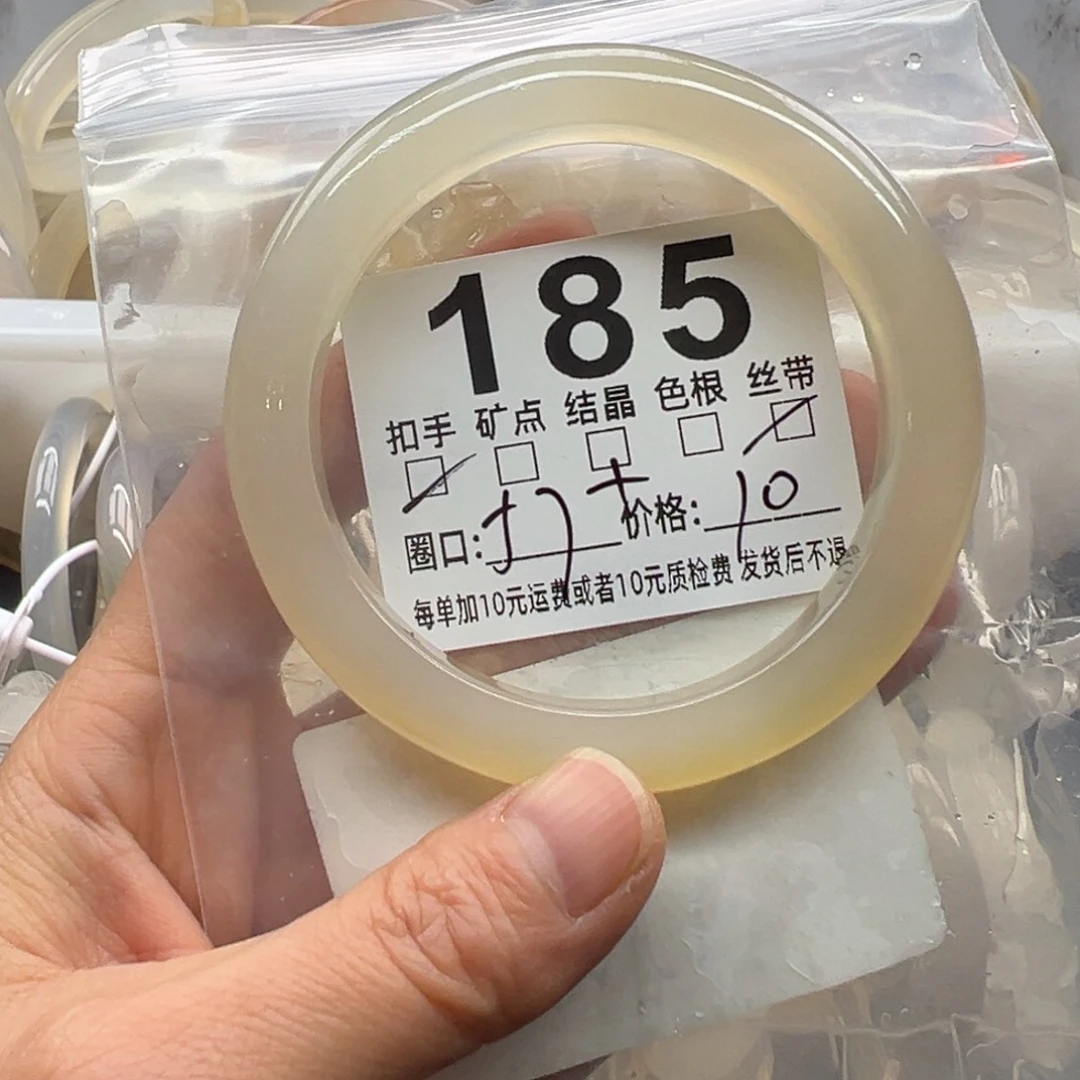 185
扣手 矿点 结晶 色根 丝带
圈口: 57+ 价格: 10
每单加10元运费或者10元质检费 发货后不退